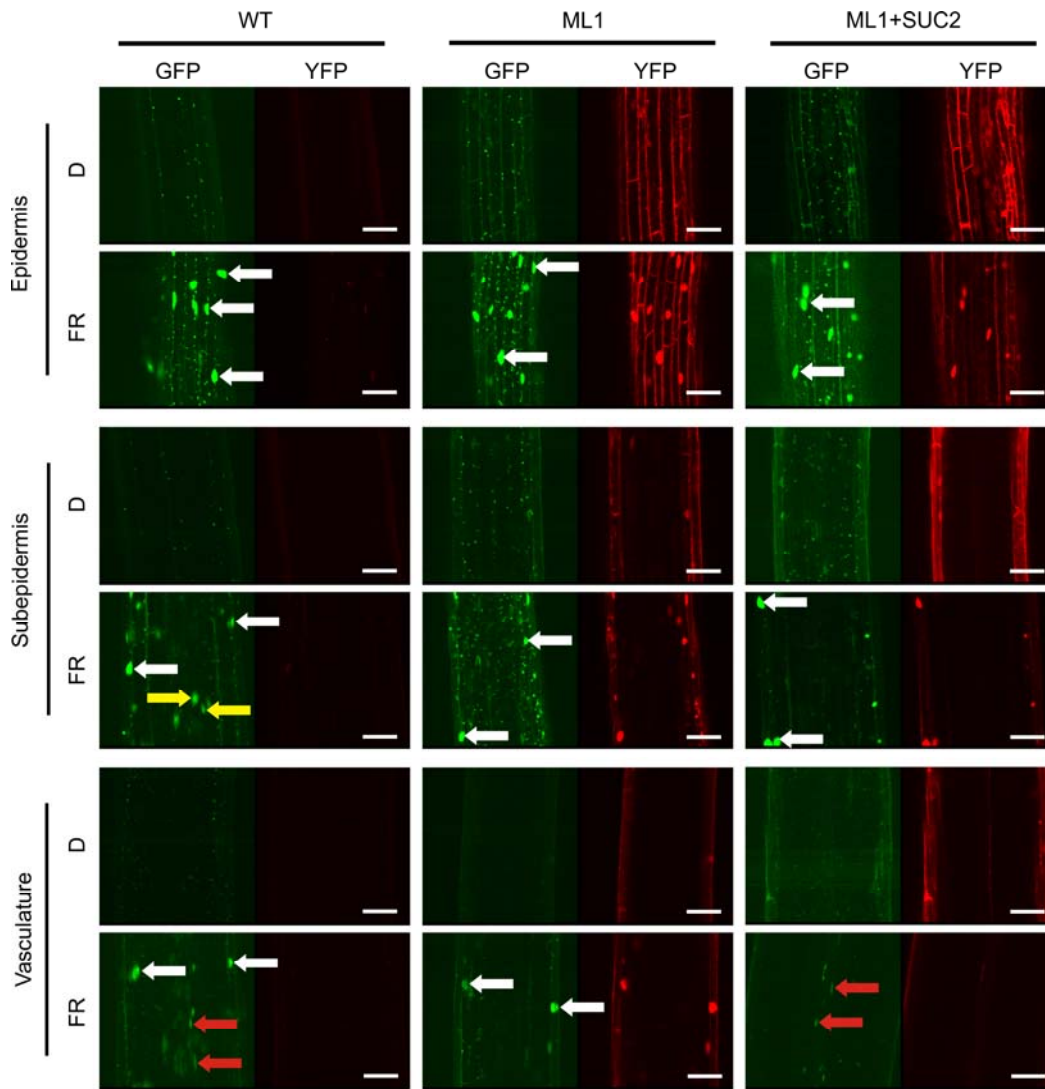 WT ML1 ML1+SUC2
GFP YFP GFP YFP GFP YFP
Epidermis
D
FR
Subepidermis
D
FR
Vasculature
D
FR